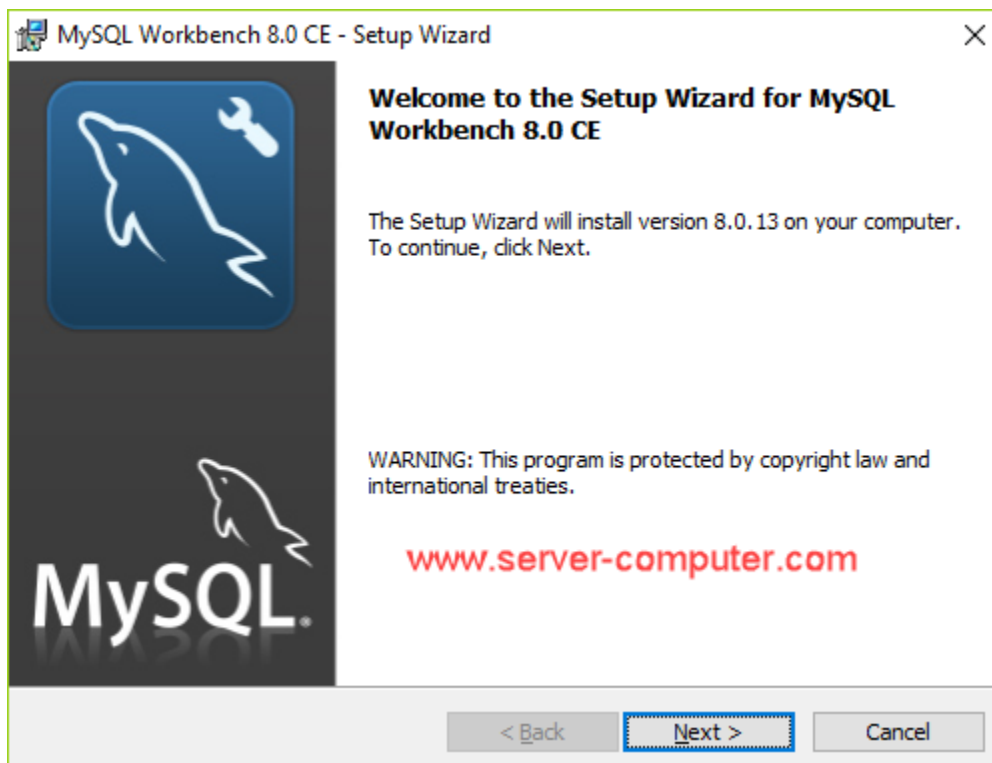 MySQL Workbench 8.0 CE - Setup Wizard
Welcome to the Setup Wizard for MySQL
Workbench 8.0 CE
The Setup Wizard will install version 8.0.13 on your computer.
To continue, click Next.
WARNING: This program is protected by copyright law and
international treaties.
www.server-computer.com
MySQL®
< Back
Next >
Cancel